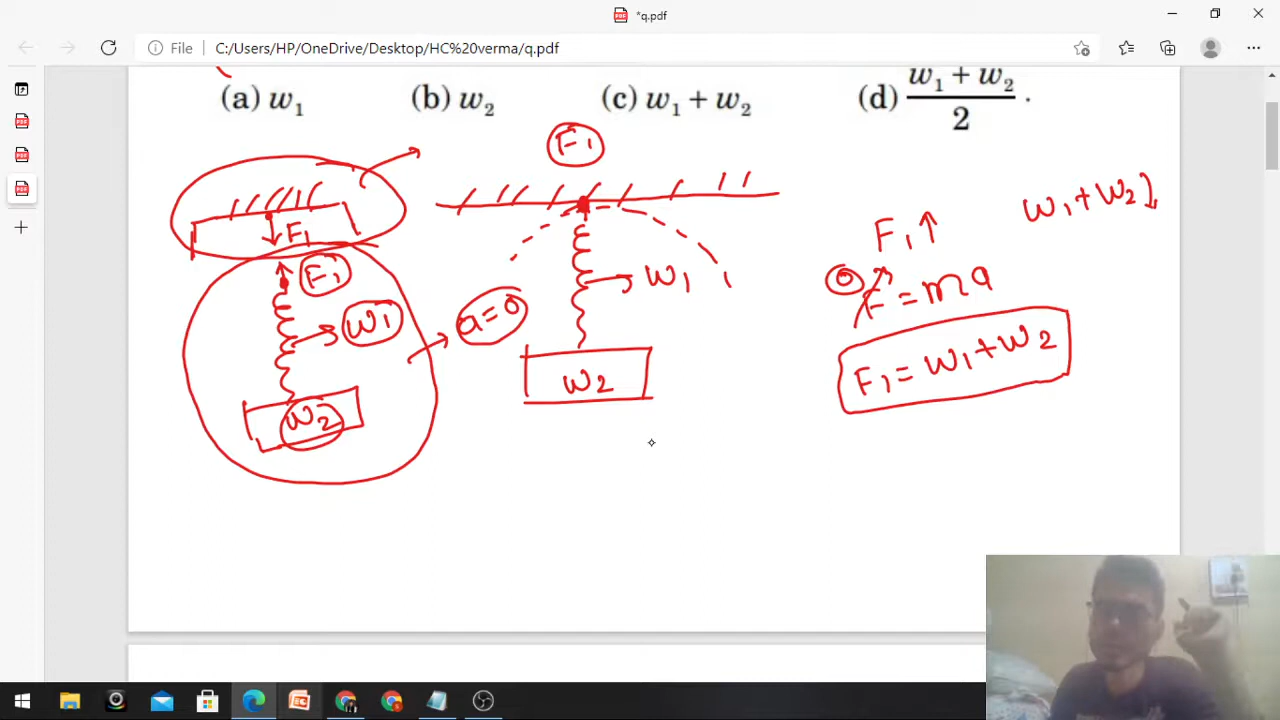 *q.pdf
File C:/Users/HP/OneDrive/Desktop/HC%20verma/q.pdf
(a) w₁ (b) w₂ (c) w₁ + w₂ (d) w₁ + w₂ / 2 .
F₁
F₁
F₁
W₁
W₂
a=0
W₁
W₂
W₁+W₂
F₁
0
F = ma
F₁ = W₁+W₂